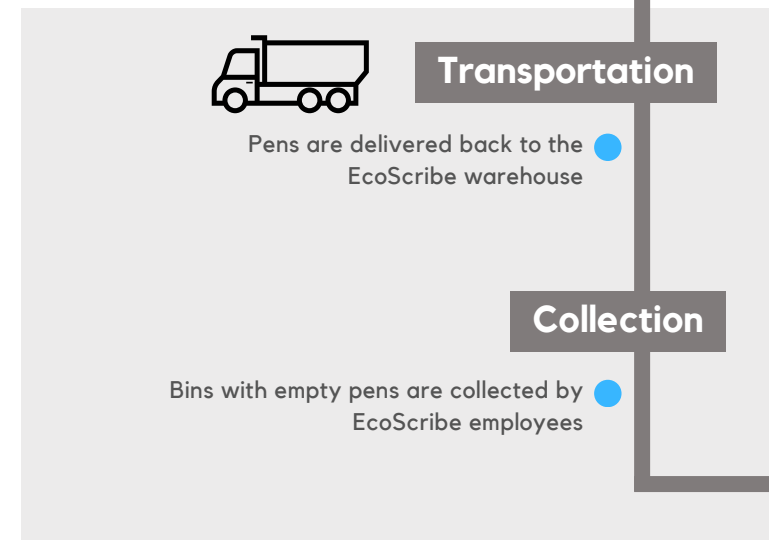 Transportation
Pens are delivered back to the
EcoScribe warehouse
Collection
Bins with empty pens are collected by
EcoScribe employees